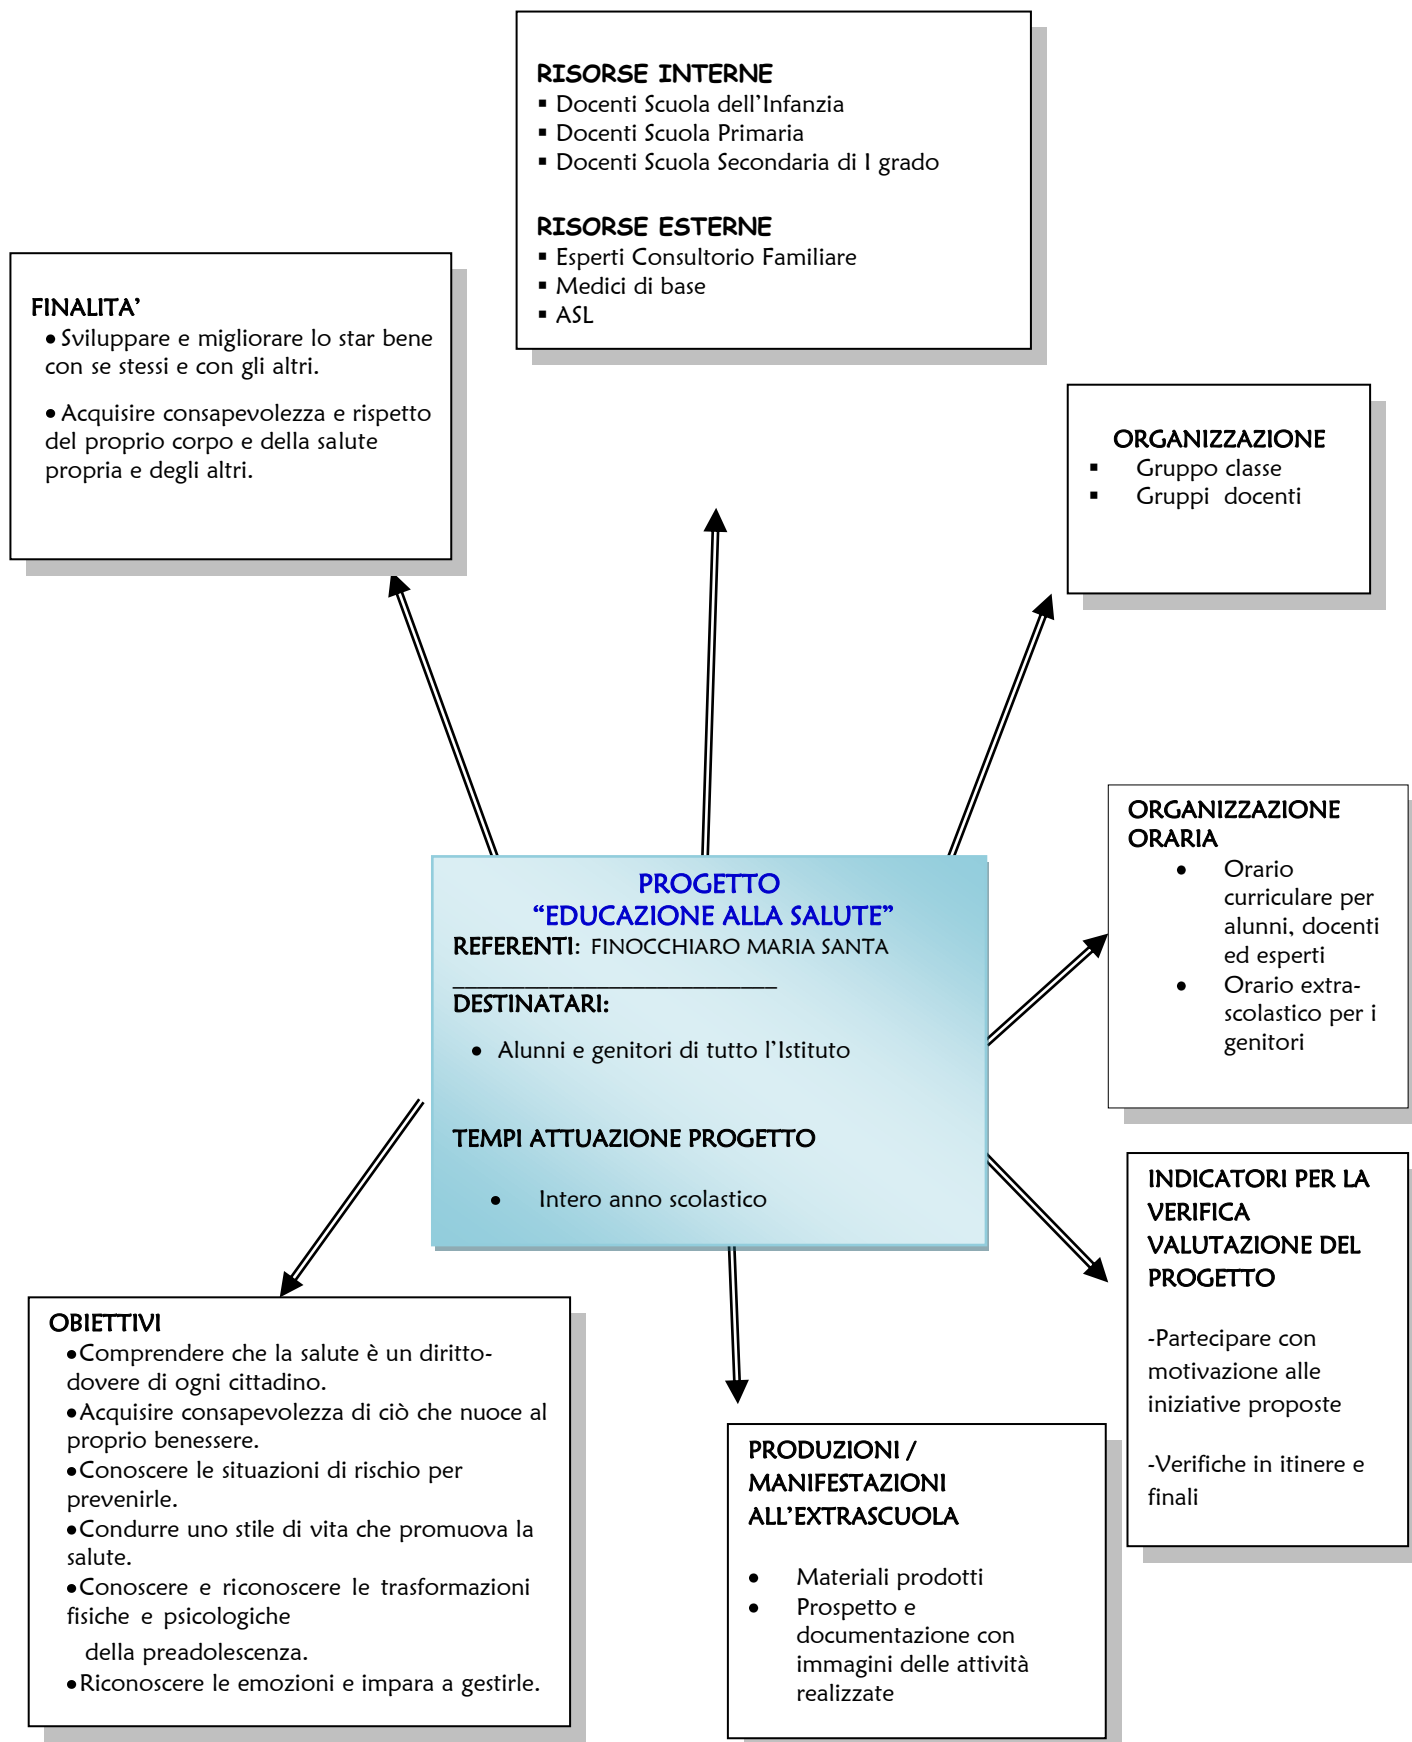 RISORSE INTERNE
▪ Docenti Scuola dell'Infanzia
▪ Docenti Scuola Primaria
▪ Docenti Scuola Secondaria di I grado
RISORSE ESTERNE
▪ Esperti Consultorio Familiare
▪ Medici di base
▪ ASL
FINALITA'
• Sviluppare e migliorare lo star bene
con se stessi e con gli altri.
• Acquisire consapevolezza e rispetto
del proprio corpo e della salute
propria e degli altri.
ORGANIZZAZIONE
▪ Gruppo classe
▪ Gruppi docenti
ORGANIZZAZIONE
ORARIA
• Orario
curriculare per
alunni, docenti
ed esperti
• Orario extra-
scolastico per i
genitori
PROGETTO
“EDUCAZIONE ALLA SALUTE”
REFERENTI: FINOCCHIARO MARIA SANTA
___________________________
DESTINATARI:
• Alunni e genitori di tutto l'Istituto
TEMPI ATTUAZIONE PROGETTO
• Intero anno scolastico
INDICATORI PER LA
VERIFICA
VALUTAZIONE DEL
PROGETTO
-Partecipare con
motivazione alle
iniziative proposte
-Verifiche in itinere e
finali
OBIETTIVI
•Comprendere che la salute è un diritto-
dovere di ogni cittadino.
•Acquisire consapevolezza di ciò che nuoce al
proprio benessere.
•Conoscere le situazioni di rischio per
prevenirle.
•Condurre uno stile di vita che promuova la
salute.
•Conoscere e riconoscere le trasformazioni
fisiche e psicologiche
della preadolescenza.
•Riconoscere le emozioni e impara a gestirle.
PRODUZIONI /
MANIFESTAZIONI
ALL'EXTRASCUOLA
• Materiali prodotti
• Prospetto e
documentazione con
immagini delle attività
realizzate